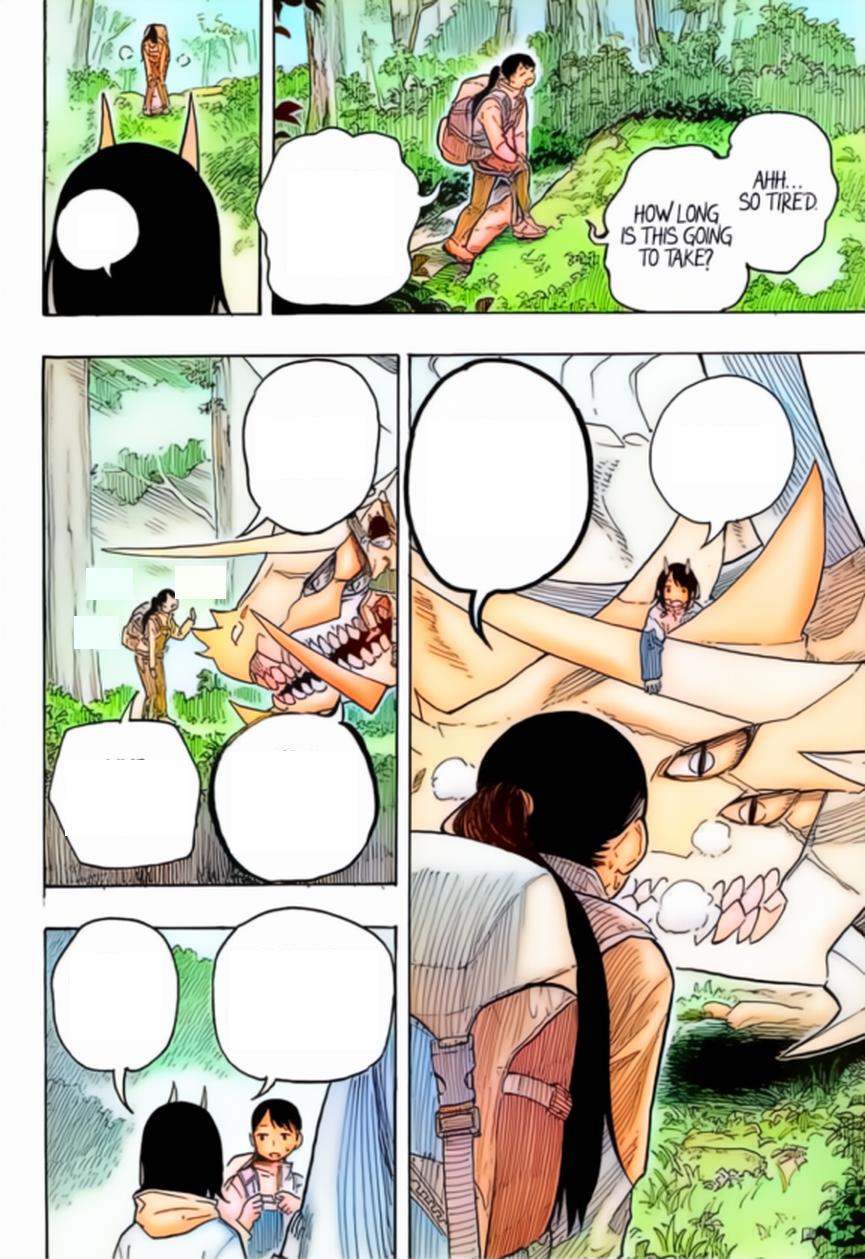 AHH...
SO TIRED.
HOW LONG
IS THIS GOING
TO TAKE?